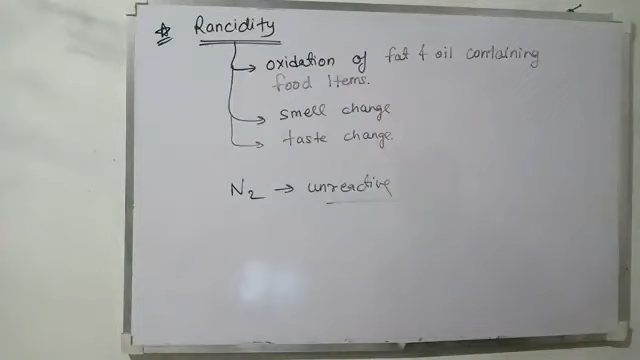 ☆ Rancidity
→ oxidation of fat & oil containing
food Items.
→ smell change
→ taste change.
N2 → unreactive